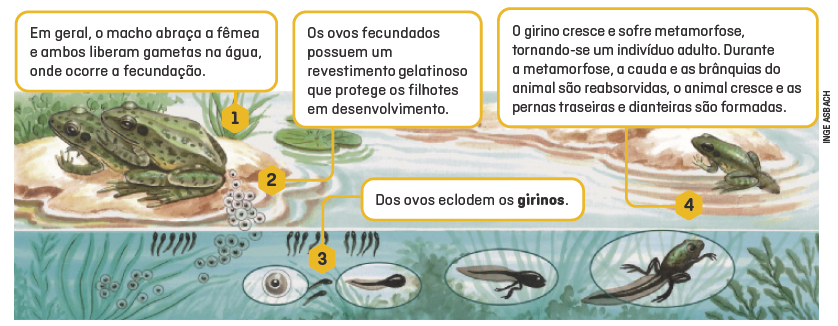 Em geral, o macho abraça a fêmea
e ambos liberam gametas na água,
onde ocorre a fecundação.
1
Os ovos fecundados
possuem um
revestimento gelatinoso
que protege os filhotes
em desenvolvimento.
2
Dos ovos eclodem os girinos.
3
O girino cresce e sofre metamorfose,
tornando-se um indivíduo adulto. Durante
a metamorfose, a cauda e as brânquias do
animal são reabsorvidas, o animal cresce e as
pernas traseiras e dianteiras são formadas.
4
INGE ASBACH